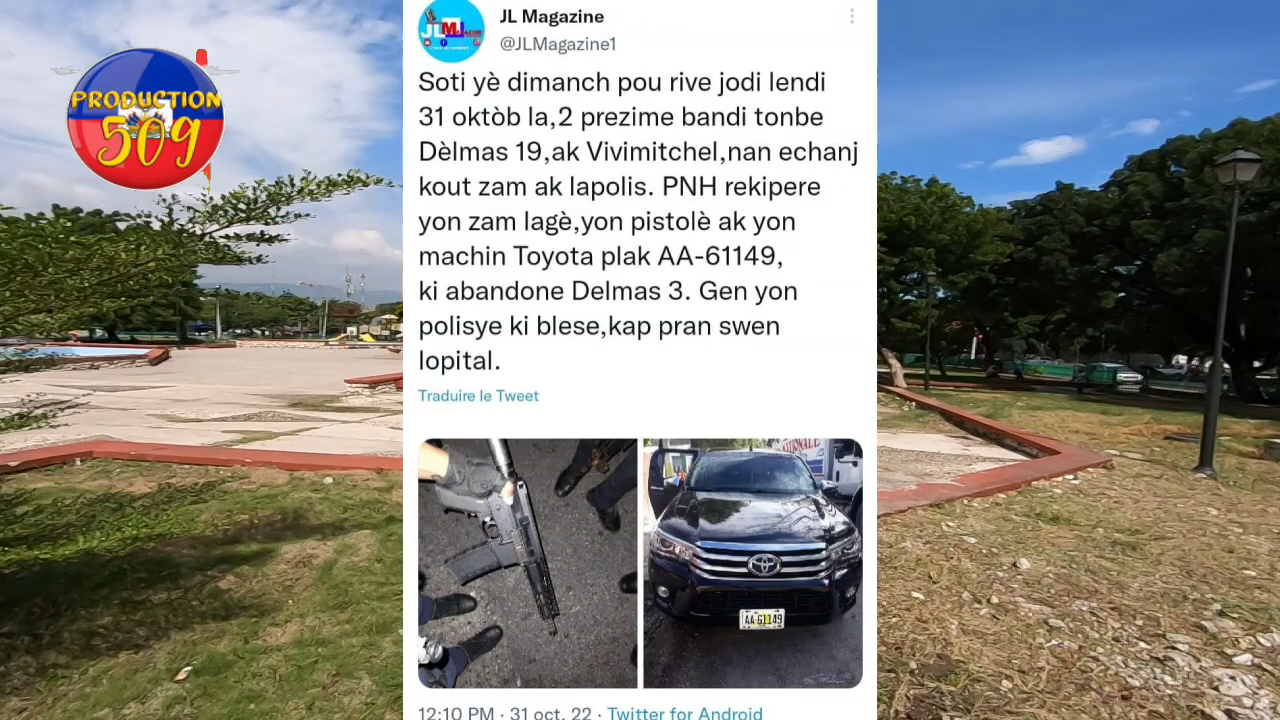 PRODUCTION
509
JL Magazine
@JLMagazine1
Soti yè dimanch pou rive jodi lendi
31 oktòb la,2 prezime bandi tonbe
Dèlmas 19,ak Vivimitchel,nan echanj
kout zam ak lapolis. PNH rekipere
yon zam lagè,yon pistolè ak yon
machin Toyota plak AA-61149,
ki abandone Delmas 3. Gen yon
polisye ki blese,kap pran swen
lopital.
Traduire le Tweet
AA-61149
12:10 PM · 31 oct. 22 · Twitter for Android